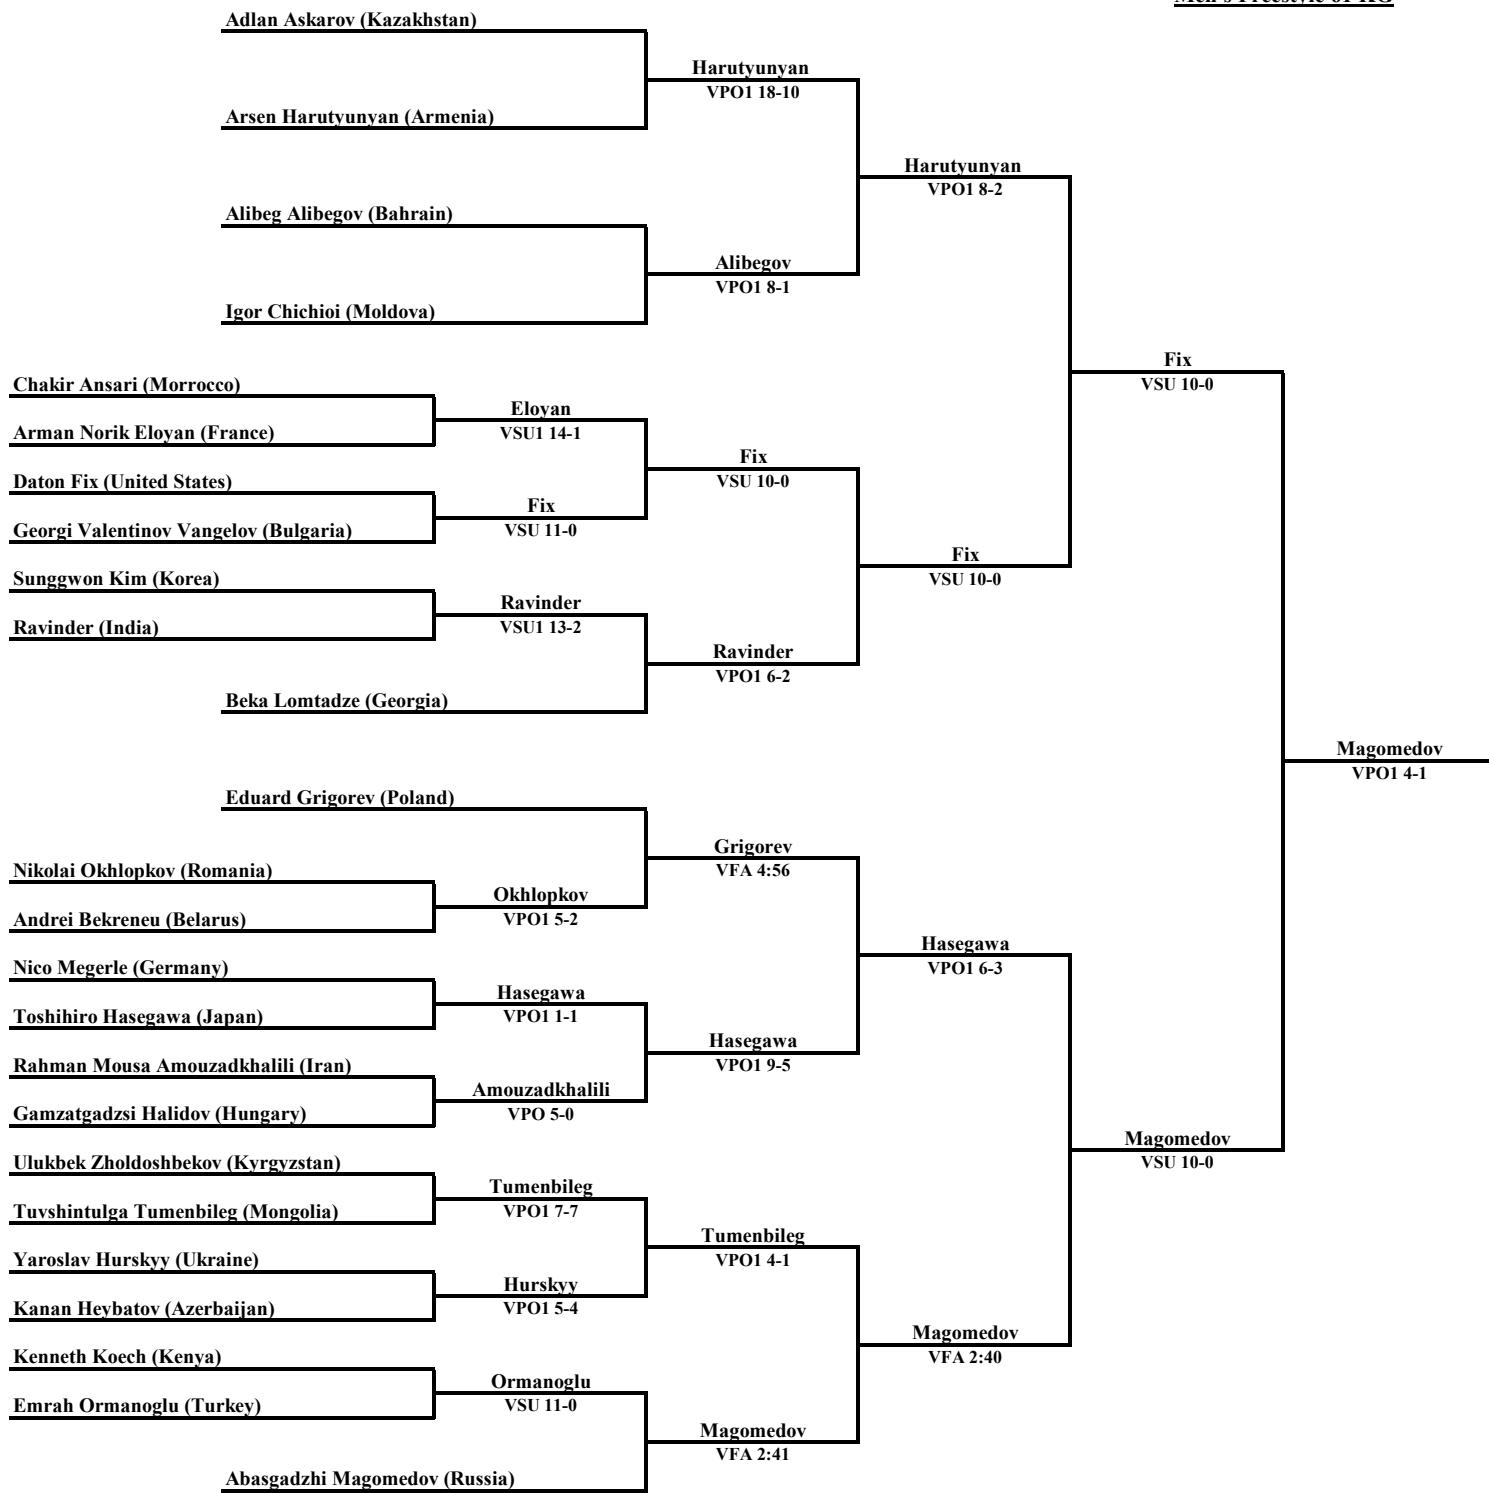 Adlan Askarov (Kazakhstan)
Harutyunyan
VPO1 18-10
Arsen Harutyunyan (Armenia)
Harutyunyan
VPO1 8-2
Alibeg Alibegov (Bahrain)
Alibegov
VPO1 8-1
Igor Chichioi (Moldova)
Fix
VSU 10-0
Chakir Ansari (Morrocco)
Eloyan
VSU1 14-1
Arman Norik Eloyan (France)
Fix
VSU 10-0
Daton Fix (United States)
Fix
VSU 11-0
Georgi Valentinov Vangelov (Bulgaria)
Fix
VSU 10-0
Sunggwon Kim (Korea)
Ravinder
VSU1 13-2
Ravinder (India)
Ravinder
VPO1 6-2
Beka Lomtadze (Georgia)
Magomedov
VPO1 4-1
Eduard Grigorev (Poland)
Grigorev
VFA 4:56
Nikolai Okhlopkov (Romania)
Okhlopkov
VPO1 5-2
Andrei Bekreneu (Belarus)
Hasegawa
VPO1 6-3
Nico Megerle (Germany)
Hasegawa
VPO1 1-1
Toshihiro Hasegawa (Japan)
Hasegawa
VPO1 9-5
Rahman Mousa Amouzadkhalili (Iran)
Amouzadkhalili
VPO 5-0
Gamzatgadzsi Halidov (Hungary)
Magomedov
VSU 10-0
Ulukbek Zholdoshbekov (Kyrgyzstan)
Tumenbileg
VPO1 7-7
Tuvshintulga Tumenbileg (Mongolia)
Tumenbileg
VPO1 4-1
Yaroslav Hurskyy (Ukraine)
Hurskyy
VPO1 5-4
Kanan Heybatov (Azerbaijan)
Magomedov
VFA 2:40
Kenneth Koech (Kenya)
Ormanoglu
VSU 11-0
Emrah Ormanoglu (Turkey)
Magomedov
VFA 2:41
Abasgadzhi Magomedov (Russia)